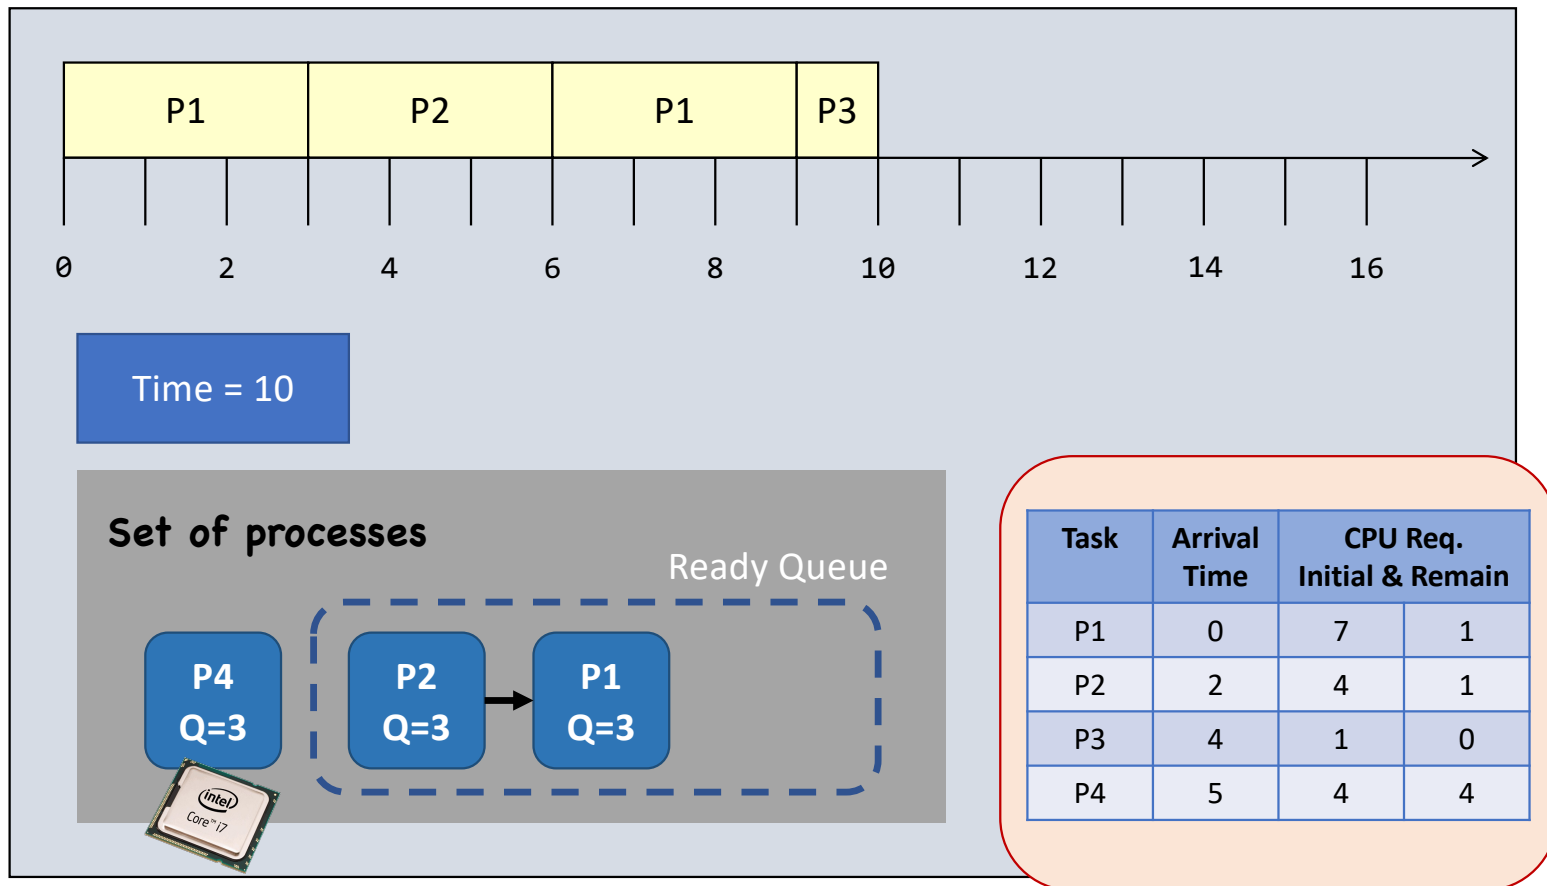 P1 P2 P1 P3
0 2 4 6 8 10 12 14 16
Time = 10
Set of processes
Ready Queue
P4
Q=3
P2
Q=3
P1
Q=3
intel
Core™ i7
Task Arrival Time CPU Req. Initial & Remain
P1 0 7 1
P2 2 4 1
P3 4 1 0
P4 5 4 4